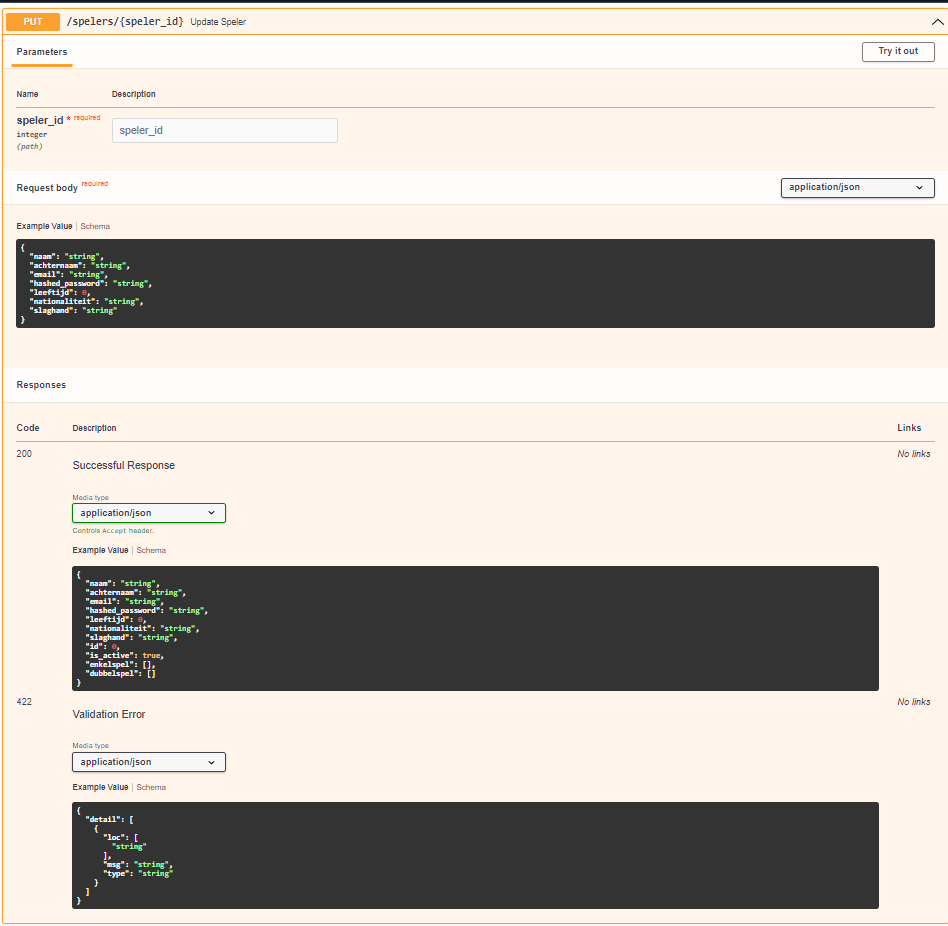 PUT /spelers/{speler_id} Update Speler
Parameters
Try it out
Name Description
speler_id * required
integer
(path)
speler_id
Request body required
application/json
Example Value | Schema
{
  "naam": "string",
  "achternaam": "string",
  "email": "string",
  "hashed_password": "string",
  "leeftijd": 0,
  "nationaliteit": "string",
  "slaghand": "string"
}
Responses
Code Description Links
200
Successful Response
No links
Media type
application/json
Controls Accept header.
Example Value | Schema
{
  "naam": "string",
  "achternaam": "string",
  "email": "string",
  "hashed_password": "string",
  "leeftijd": 0,
  "nationaliteit": "string",
  "slaghand": "string",
  "id": 0,
  "is_active": true,
  "enkelspel": [],
  "dubbelspel": []
}
422
Validation Error
No links
Media type
application/json
Example Value | Schema
{
  "detail": [
    {
      "loc": [
        "string"
      ],
      "msg": "string",
      "type": "string"
    }
  ]
}